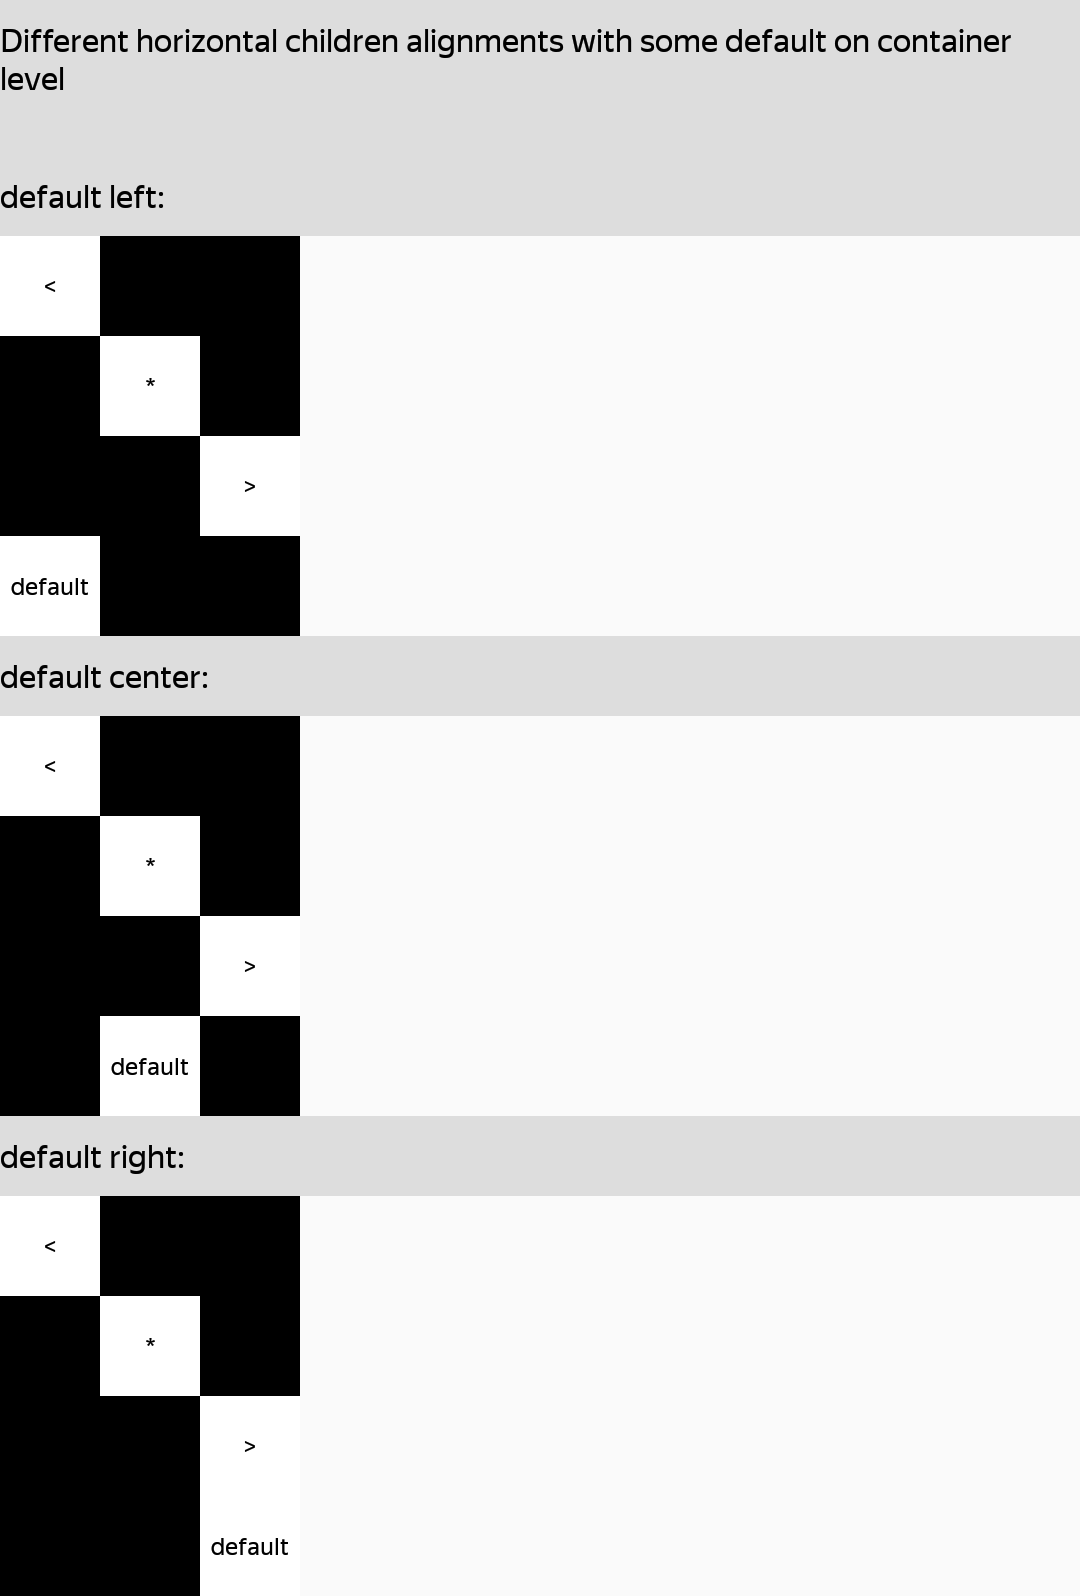 Different horizontal children alignments with some default on container
level
default left:
<
*
>
default
default center:
<
*
>
default
default right:
<
*
>
default